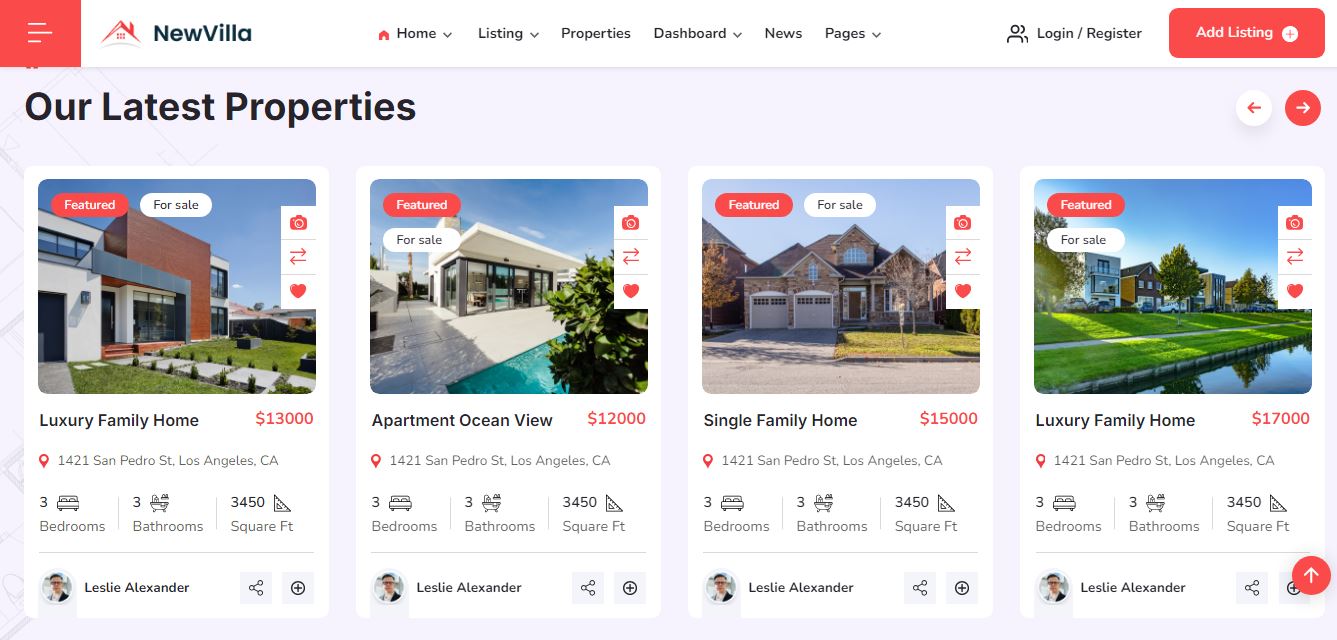 NewVilla
Home
Listing
Properties
Dashboard
News
Pages
Login / Register
Add Listing
Our Latest Properties
Featured
For sale
Luxury Family Home
$13000
1421 San Pedro St, Los Angeles, CA
3
3
3450
Bedrooms
Bathrooms
Square Ft
Leslie Alexander
Featured
For sale
Apartment Ocean View
$12000
1421 San Pedro St, Los Angeles, CA
3
3
3450
Bedrooms
Bathrooms
Square Ft
Leslie Alexander
Featured
For sale
Single Family Home
$15000
1421 San Pedro St, Los Angeles, CA
3
3
3450
Bedrooms
Bathrooms
Square Ft
Leslie Alexander
Featured
For sale
Luxury Family Home
$17000
1421 San Pedro St, Los Angeles, CA
3
3
3450
Bedrooms
Bathrooms
Square Ft
Leslie Alexander